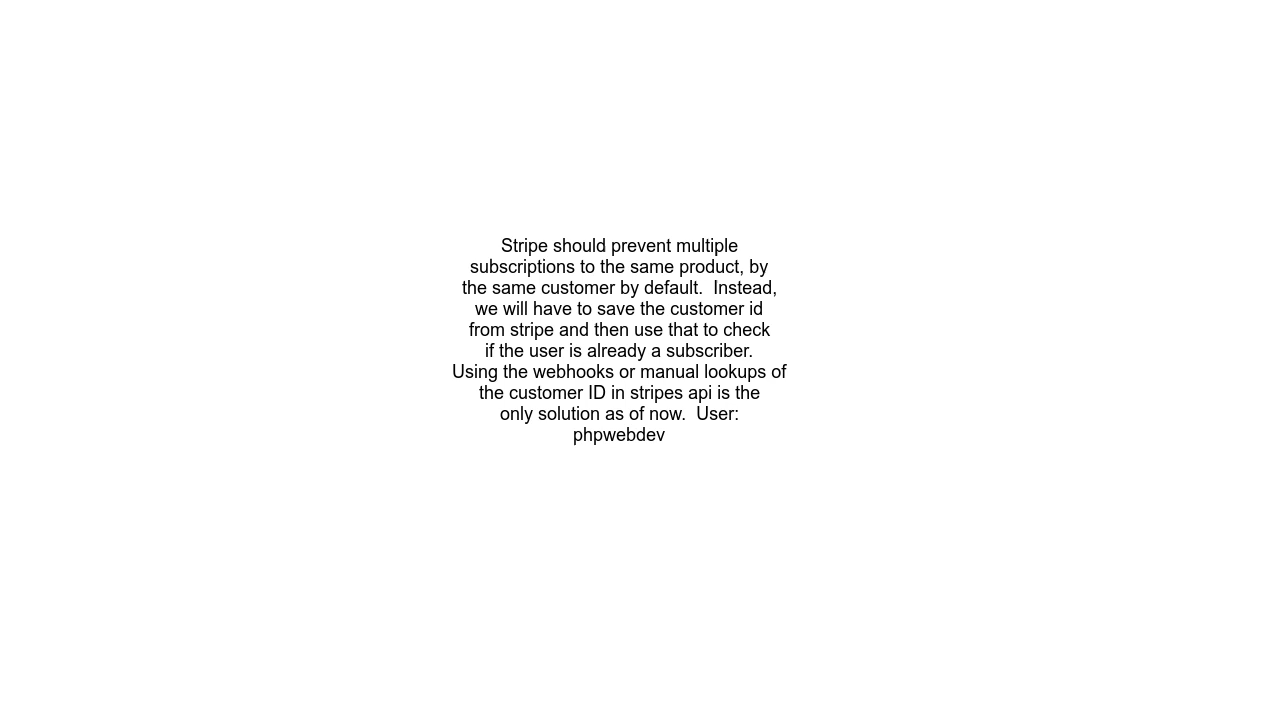 Stripe should prevent multiple
subscriptions to the same product, by
the same customer by default.  Instead,
we will have to save the customer id
from stripe and then use that to check
if the user is already a subscriber.
Using the webhooks or manual lookups of
the customer ID in stripes api is the
only solution as of now.  User:
phpwebdev